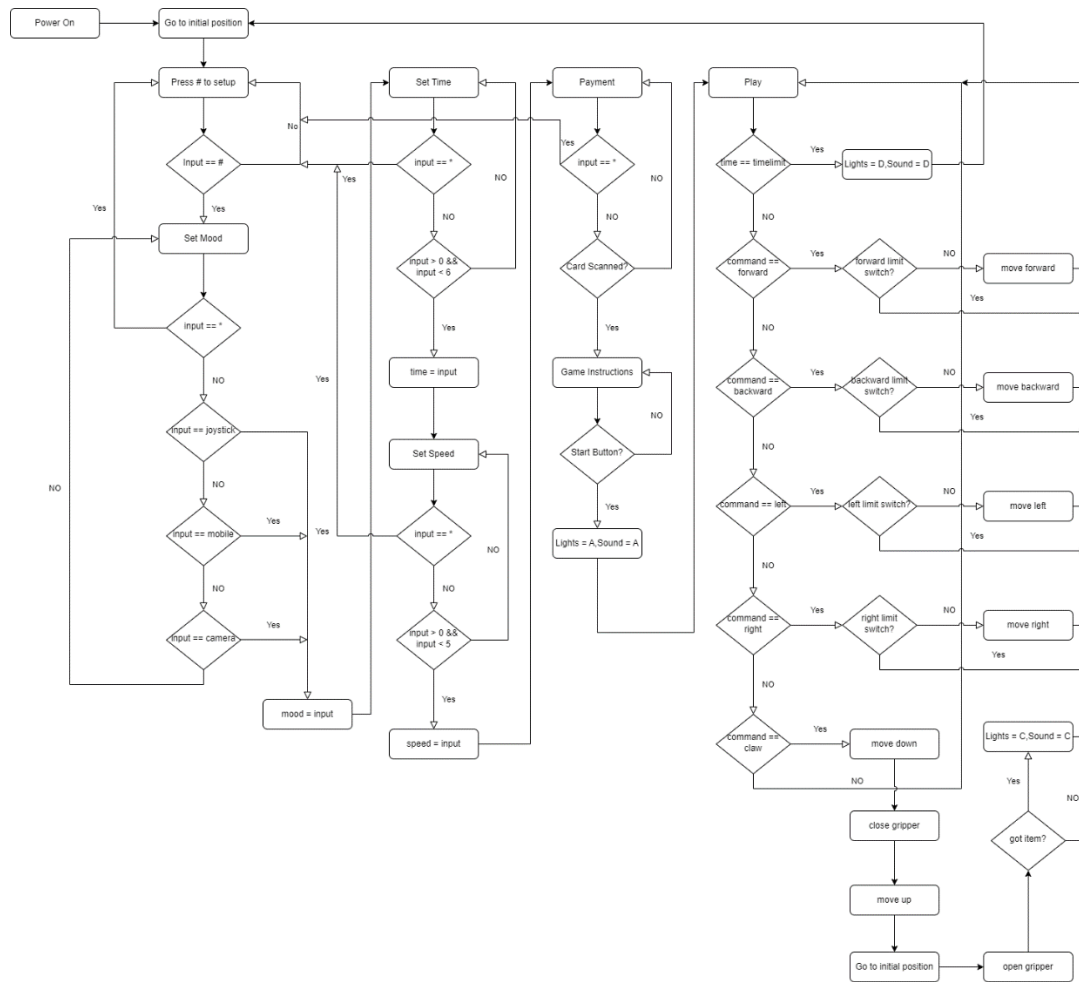 Power On
Go to initial position
Press # to setup
No
Input == #
Yes
Yes
Set Mood
input == *
NO
input == joystick
NO
NO
input == mobile
Yes
Yes
NO
input == camera
Yes
mood = input
Set Time
input == *
Yes
NO
NO
input > 0 &&
input < 6
Yes
time = input
Yes
Set Speed
input == *
NO
NO
input > 0 &&
input < 5
Yes
speed = input
Payment
Yes
input == *
NO
NO
Card Scanned?
Yes
Game Instructions
NO
Start Button?
Yes
Lights = A,Sound = A
Play
time == timelimit
Yes
Lights = D,Sound = D
NO
command ==
forward
Yes
forward limit
switch?
NO
move forward
Yes
NO
command ==
backward
Yes
backward limit
switch?
NO
move backward
Yes
NO
command == left
Yes
left limit switch?
NO
move left
Yes
NO
command ==
right
Yes
right limit
switch?
NO
move right
Yes
NO
command ==
claw
Yes
move down
NO
close gripper
move up
Go to initial position
open gripper
got item?
Yes
NO
Lights = C,Sound = C